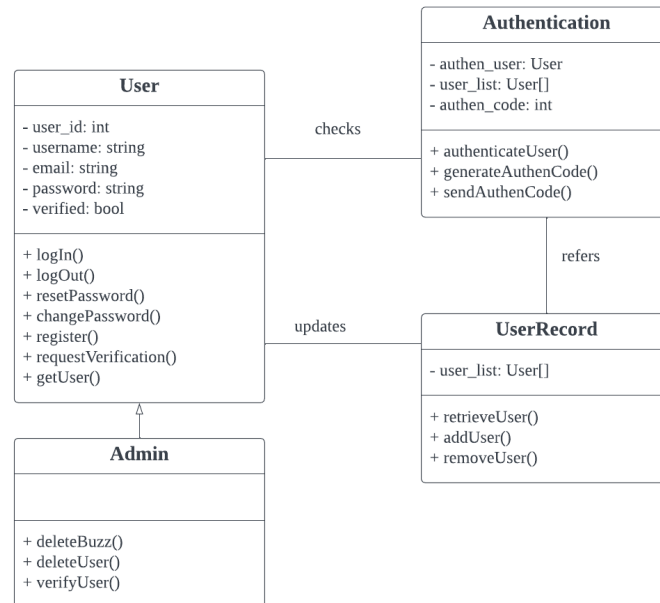 User
- user_id: int
- username: string
- email: string
- password: string
- verified: bool
+ logIn()
+ logOut()
+ resetPassword()
+ changePassword()
+ register()
+ requestVerification()
+ getUser()
checks
Authentication
- authen_user: User
- user_list: User[]
- authen_code: int
+ authenticateUser()
+ generateAuthenCode()
+ sendAuthenCode()
refers
updates
UserRecord
- user_list: User[]
+ retrieveUser()
+ addUser()
+ removeUser()
Admin
+ deleteBuzz()
+ deleteUser()
+ verifyUser()